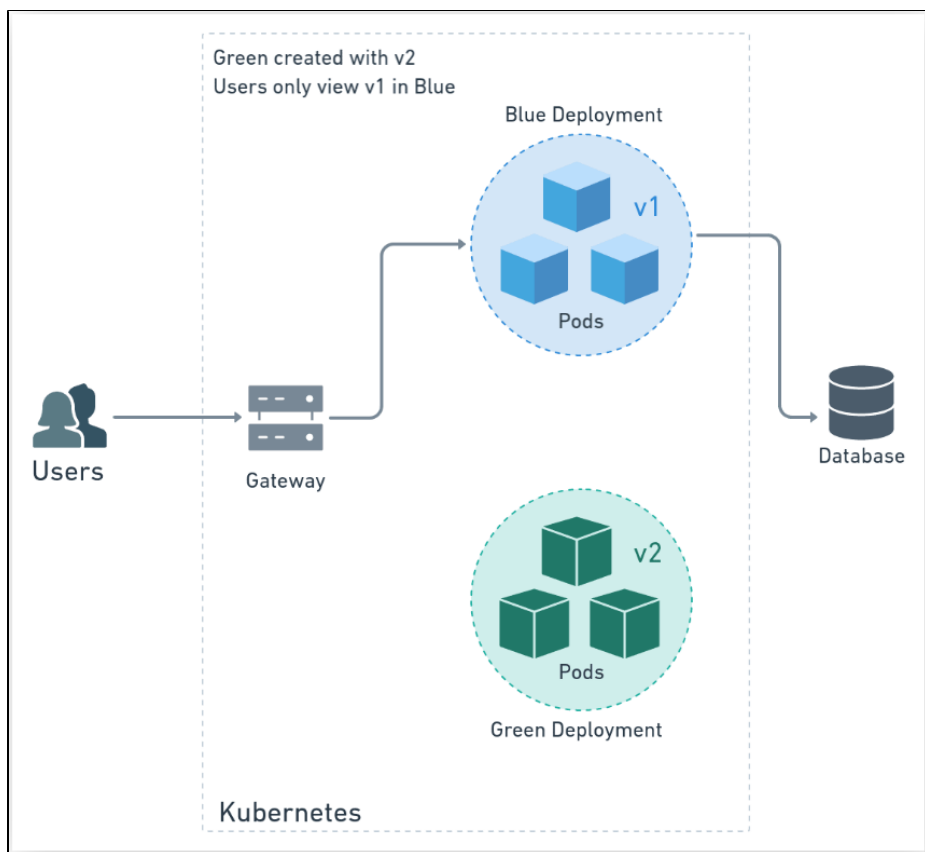 Green created with v2
Users only view v1 in Blue
Blue Deployment
v1
Pods
Users
Gateway
Database
v2
Pods
Green Deployment
Kubernetes